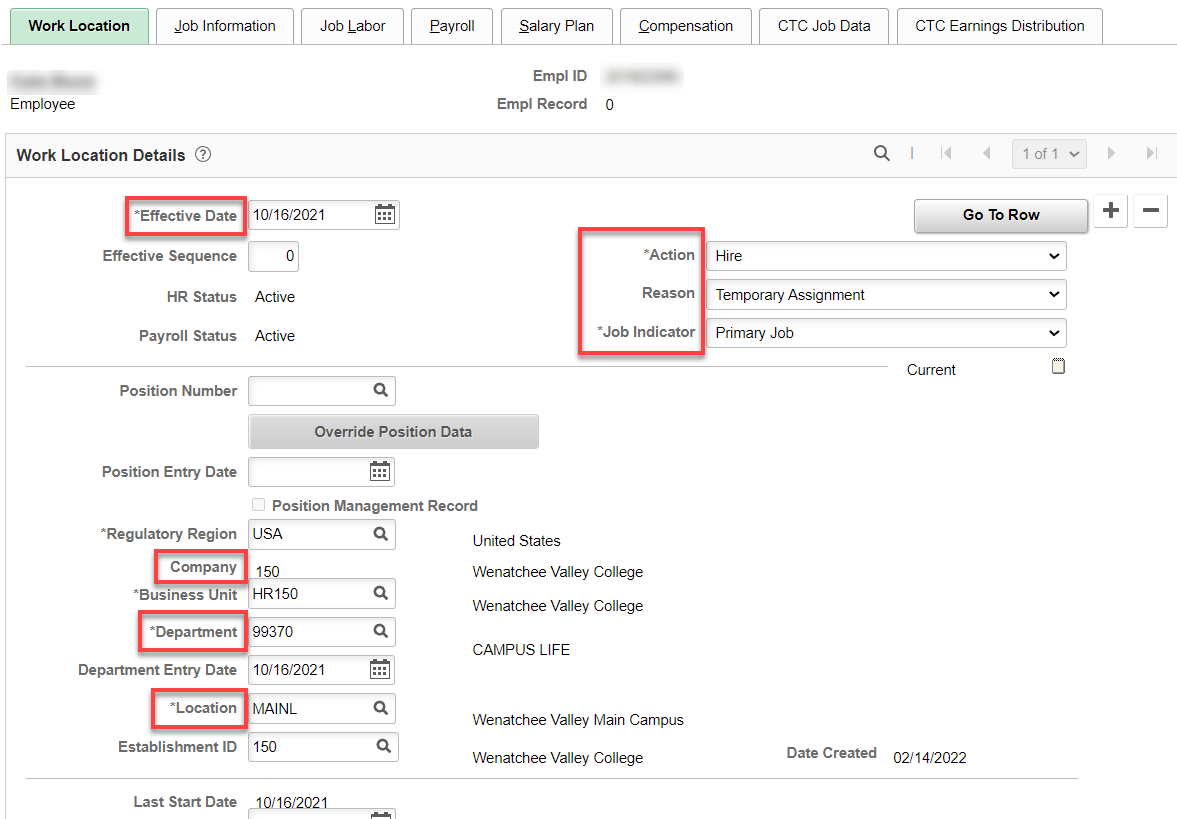 Work Location Job Information Job Labor Payroll Salary Plan Compensation CTC Job Data CTC Earnings Distribution
Empl ID
Employee Empl Record 0
Work Location Details ? 1 of 1
*Effective Date 10/16/2021 Go To Row
Effective Sequence 0 *Action Hire
HR Status Active Reason Temporary Assignment
Payroll Status Active *Job Indicator Primary Job
Current
Position Number
Override Position Data
Position Entry Date
Position Management Record
*Regulatory Region USA United States
Company 150 Wenatchee Valley College
*Business Unit HR150 Wenatchee Valley College
*Department 99370 CAMPUS LIFE
Department Entry Date 10/16/2021
*Location MAINL Wenatchee Valley Main Campus
Establishment ID 150 Wenatchee Valley College Date Created 02/14/2022
Last Start Date 10/16/2021